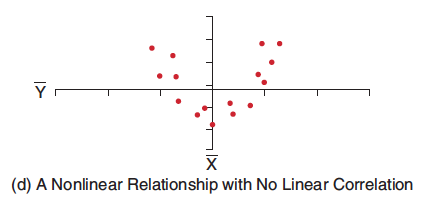 Y̅
X̅
(d) A Nonlinear Relationship with No Linear Correlation